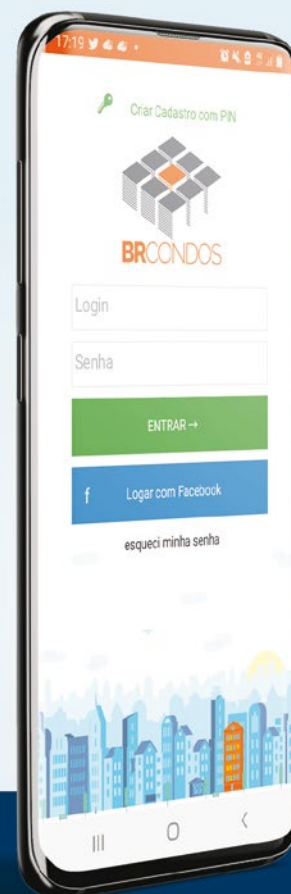 17:19
Criar Cadastro com PIN
BRCONDOS
Login
Senha
ENTRAR→
f Logar com Facebook
esqueci minha senha